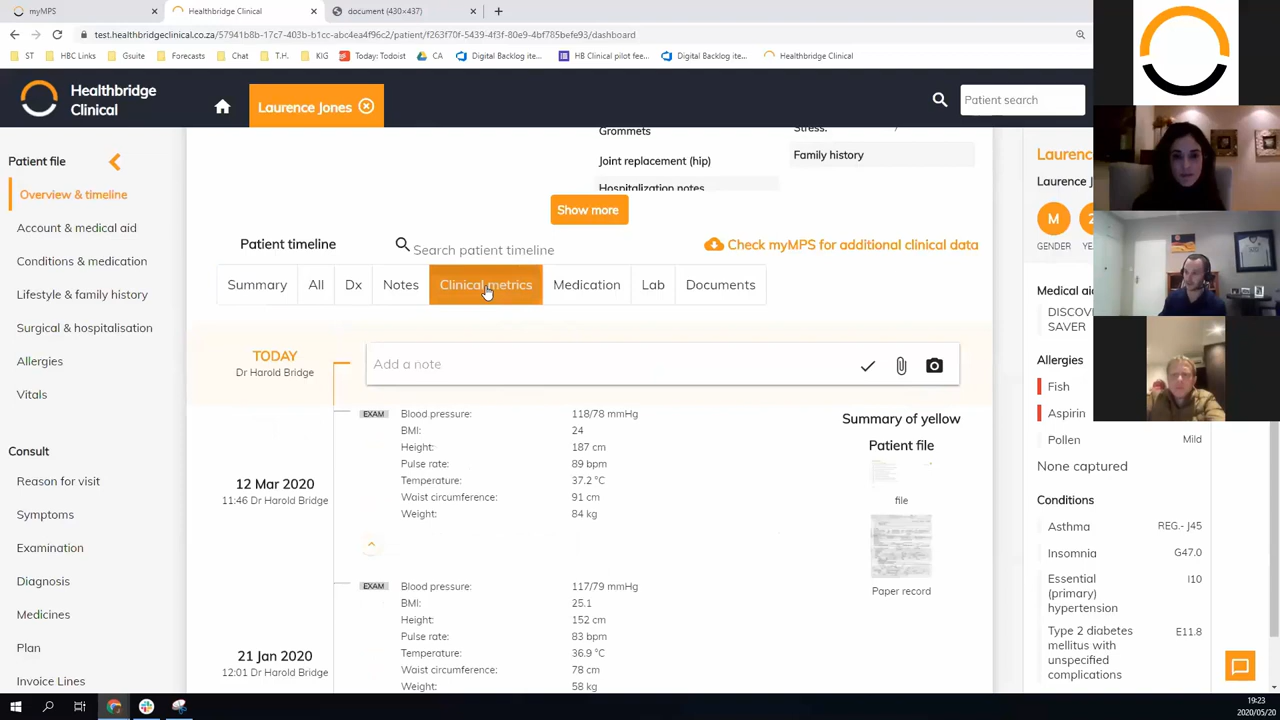 myMPS
Healthbridge Clinical
document (430×437)
test.healthbridgeclinical.co.za/57941b8b-17c7-403b-b1cc-abc4ea4f96c2/patient/f263f70f-5439-4f3f-80e9-4bf785befe93/dashboard
ST
HBC Links
Gsuite
Forecasts
Chat
T.H.
KIG
Today: Todoist
CA
Digital Backlog ite...
HB Clinical pilot fee...
Digital Backlog ite...
Healthbridge Clinical
Healthbridge
Clinical
Laurence Jones
Patient search
Patient file
Overview & timeline
Account & medical aid
Conditions & medication
Lifestyle & family history
Surgical & hospitalisation
Allergies
Vitals
Consult
Reason for visit
Symptoms
Examination
Diagnosis
Medicines
Plan
Invoice Lines
Grommets
Joint replacement (hip)
Hospitalization notes
Stress: /
Family history
Show more
Patient timeline
Search patient timeline
Check myMPS for additional clinical data
Summary
All
Dx
Notes
Clinical metrics
Medication
Lab
Documents
TODAY
Dr Harold Bridge
Add a note
12 Mar 2020
11:46 Dr Harold Bridge
EXAM
Blood pressure: 118/78 mmHg
BMI: 24
Height: 187 cm
Pulse rate: 89 bpm
Temperature: 37.2 °C
Waist circumference: 91 cm
Weight: 84 kg
Summary of yellow
Patient file
file
Paper record
21 Jan 2020
12:01 Dr Harold Bridge
EXAM
Blood pressure: 117/79 mmHg
BMI: 25.1
Height: 152 cm
Pulse rate: 83 bpm
Temperature: 36.9 °C
Waist circumference: 78 cm
Weight: 58 kg
Laurenc
Laurence J
M
2
GENDER
Medical aid
DISCOV
SAVER
Allergies
Fish
Aspirin
Pollen Mild
None captured
Conditions
Asthma REG.- J45
Insomnia G47.0
Essential I10
(primary)
hypertension
Type 2 diabetes E11.8
mellitus with
unspecified
complications
19:23
2020/05/20